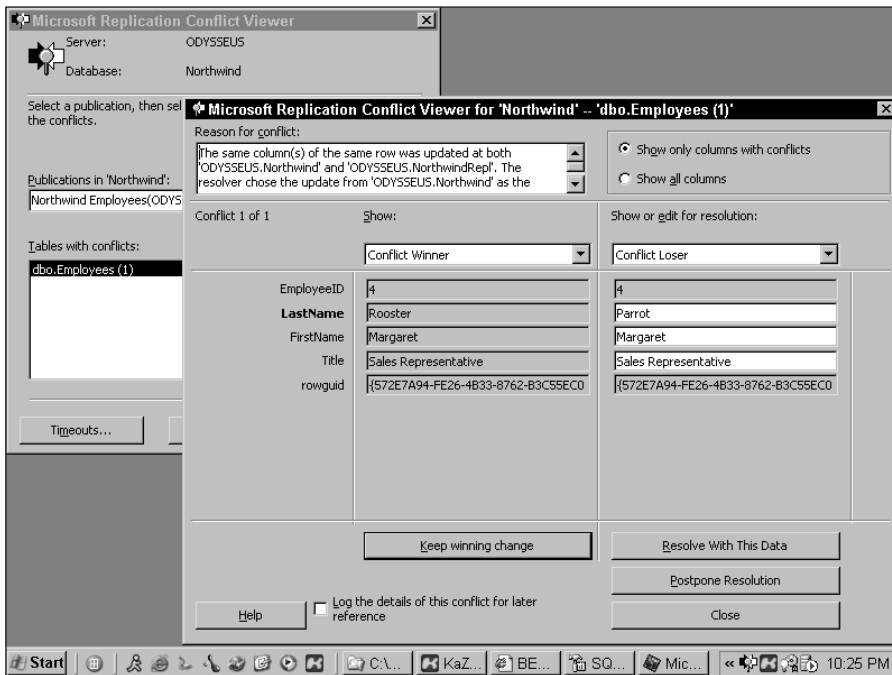 Microsoft Replication Conflict Viewer
Server: ODYSSEUS
Database: Northwind
Select a publication, then sel
the conflicts.
Publications in 'Northwind':
Northwind Employees(ODYS
Tables with conflicts:
dbo.Employees (1)
Timeouts...
Microsoft Replication Conflict Viewer for 'Northwind' -- 'dbo.Employees (1)'
Reason for conflict:
The same column(s) of the same row was updated at both
'ODYSSEUS.Northwind' and 'ODYSSEUS.NorthwindRepl'. The
resolver chose the update from 'ODYSSEUS.Northwind' as the
Show only columns with conflicts
Show all columns
Conflict 1 of 1
Show:
Show or edit for resolution:
Conflict Winner
Conflict Loser
EmployeeID 4 4
LastName Rooster Parrot
FirstName Margaret Margaret
Title Sales Representative Sales Representative
rowguid {572E7A94-FE26-4B33-8762-B3C55EC0 {572E7A94-FE26-4B33-8762-B3C55EC0
Keep winning change
Resolve With This Data
Postpone Resolution
Help
Log the details of this conflict for later
reference
Close
Start C:\... KaZ... BE... SQ... Mic... « 10:25 PM